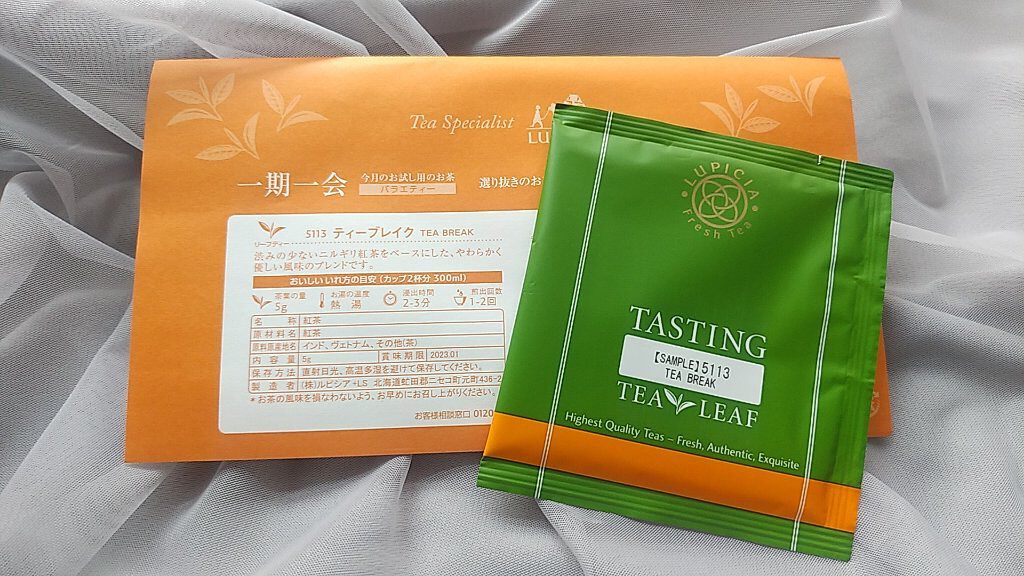 Tea Specialist
LU
一期一会
今月のお試し用のお茶
バラエティー
選り抜きのお
リーフティー
5113 ティーブレイク TEA BREAK
渋みの少ないニルギリ紅茶をベースにした、やわらかく
優しい風味のブレンドです。
おいしいいれ方の目安（カップ2杯分 300ml）
茶葉の量 5g
お湯の温度 熱湯
浸出時間 2-3分
煎出回数 1-2回
名 称 紅茶
原材料名 紅茶
原料原産地名 インド、ヴェトナム、その他(茶)
内容量 5g 賞味期限 2023.01
保存方法 直射日光、高温多湿を避けて保存してください。
製造者 (株)ルピシア +LS 北海道虻田郡ニセコ町元町436-2
*お茶の風味を損なわないよう、お早めにお召し上がりください。
お客様相談窓口 0120
LUPICIA
Fresh Tea
TASTING
【SAMPLE】5113
TEA BREAK
TEA LEAF
Highest Quality Teas – Fresh, Authentic, Exquisite